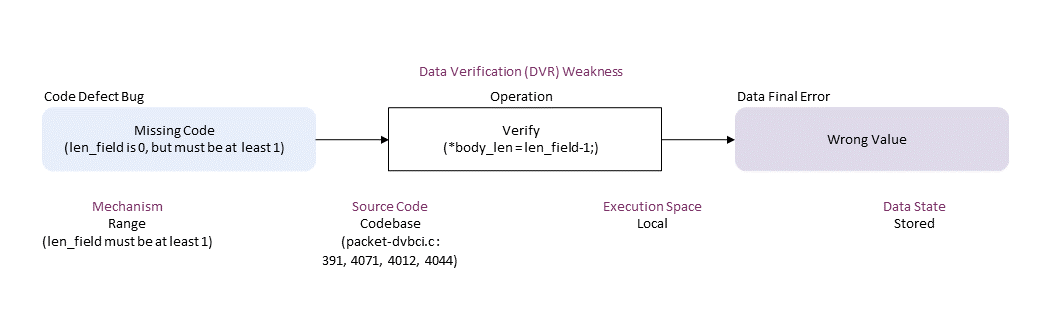 Data Verification (DVR) Weakness
Code Defect Bug
Operation
Data Final Error
Missing Code
(len_field is 0, but must be at least 1)
Verify
(*body_len=len_field-1;)
Wrong Value
Mechanism
Range
(len_field must be at least 1)
Source Code
Codebase
(packet-dvbci.c:
391, 4071, 4012, 4044)
Execution Space
Local
Data State
Stored